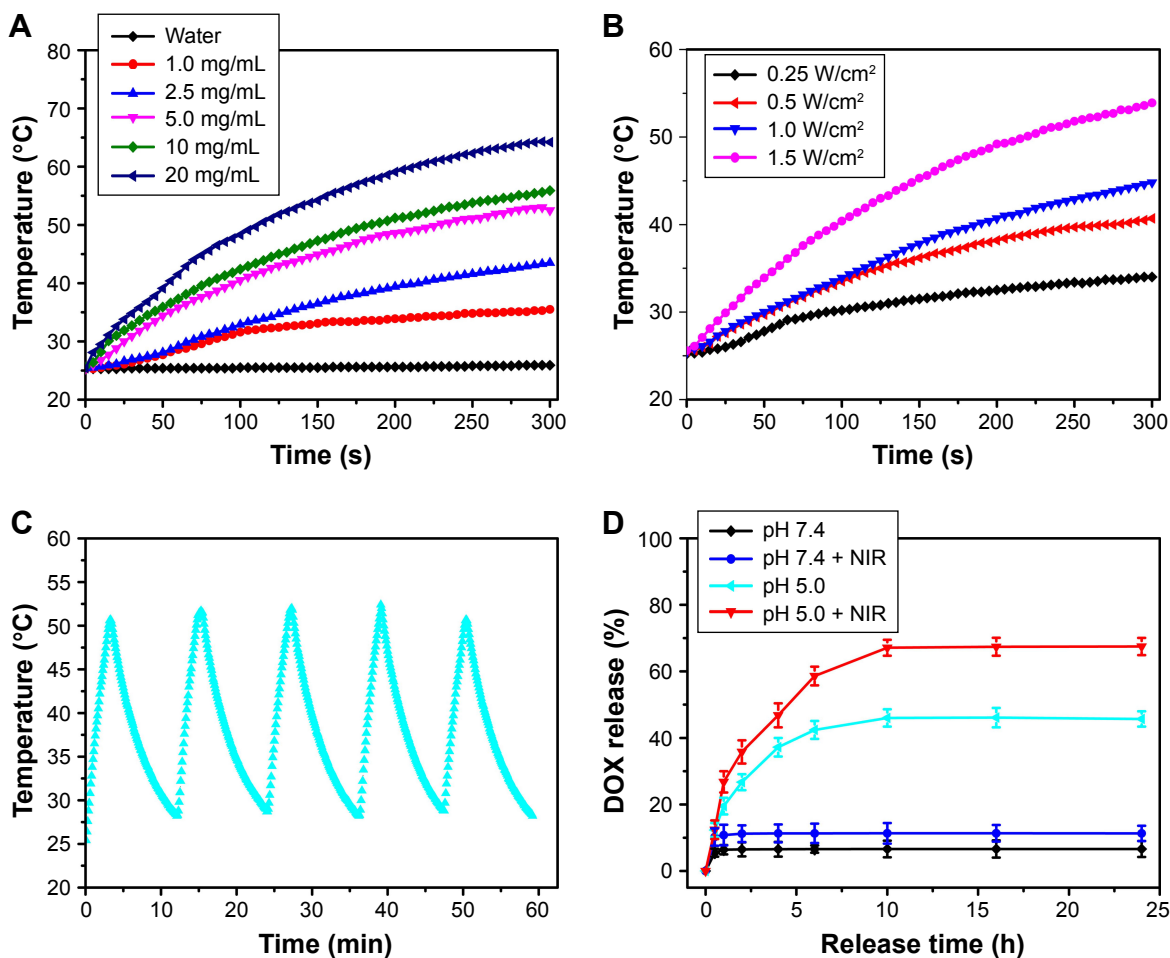 A
Water
1.0 mg/mL
2.5 mg/mL
5.0 mg/mL
10 mg/mL
20 mg/mL
Temperature (°C)
80
70
60
50
40
30
20
0 50 100 150 200 250 300
Time (s)
B
0.25 W/cm²
0.5 W/cm²
1.0 W/cm²
1.5 W/cm²
Temperature (°C)
60
50
40
30
20
0 50 100 150 200 250 300
Time (s)
C
Temperature (°C)
60
55
50
45
40
35
30
25
20
0 10 20 30 40 50 60
Time (min)
D
pH 7.4
pH 7.4 + NIR
pH 5.0
pH 5.0 + NIR
DOX release (%)
100
80
60
40
20
0
0 5 10 15 20 25
Release time (h)